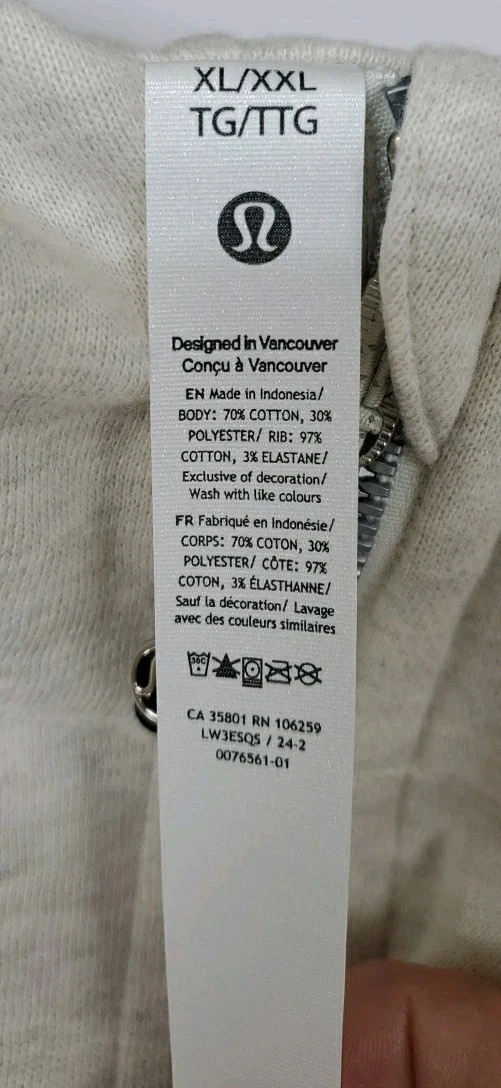 XL/XXL
TG/TTG
Designed in Vancouver
Conçu à Vancouver
EN Made in Indonesia/
BODY: 70% COTTON, 30%
POLYESTER/ RIB: 97%
COTTON, 3% ELASTANE/
Exclusive of decoration/
Wash with like colours
FR Fabriqué en Indonésie/
CORPS: 70% COTON, 30%
POLYESTER/ CÔTE: 97%
COTON, 3% ÉLASTHANNE/
Sauf la décoration/ Lavage
avec des couleurs similaires
30C
CA 35801 RN 106259
LW3ESQS / 24-2
0076561-01